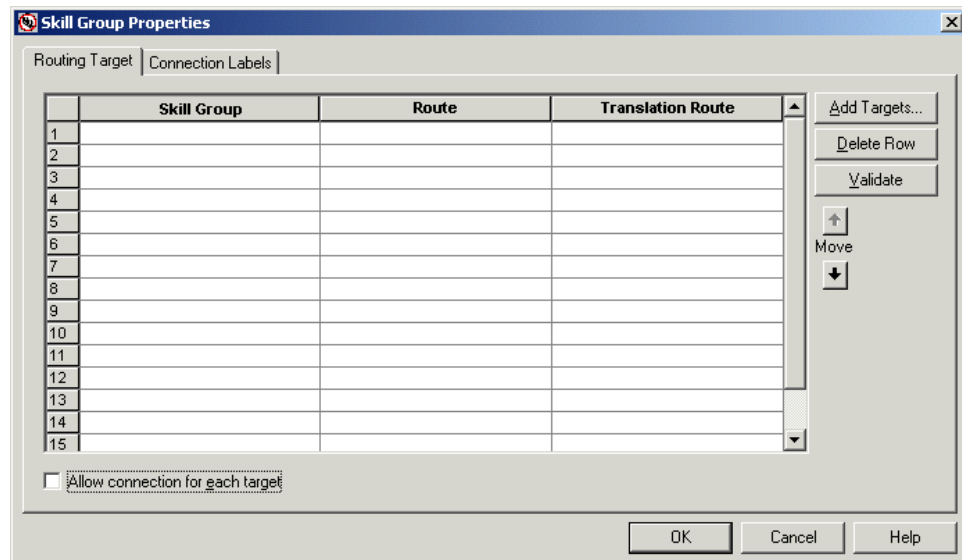 Skill Group Properties
Routing Target
Connection Labels
Skill Group Route Translation Route
1
2
3
4
5
6
7
8
9
10
11
12
13
14
15
Add Targets...
Delete Row
Validate
Move
Allow connection for each target
OK Cancel Help